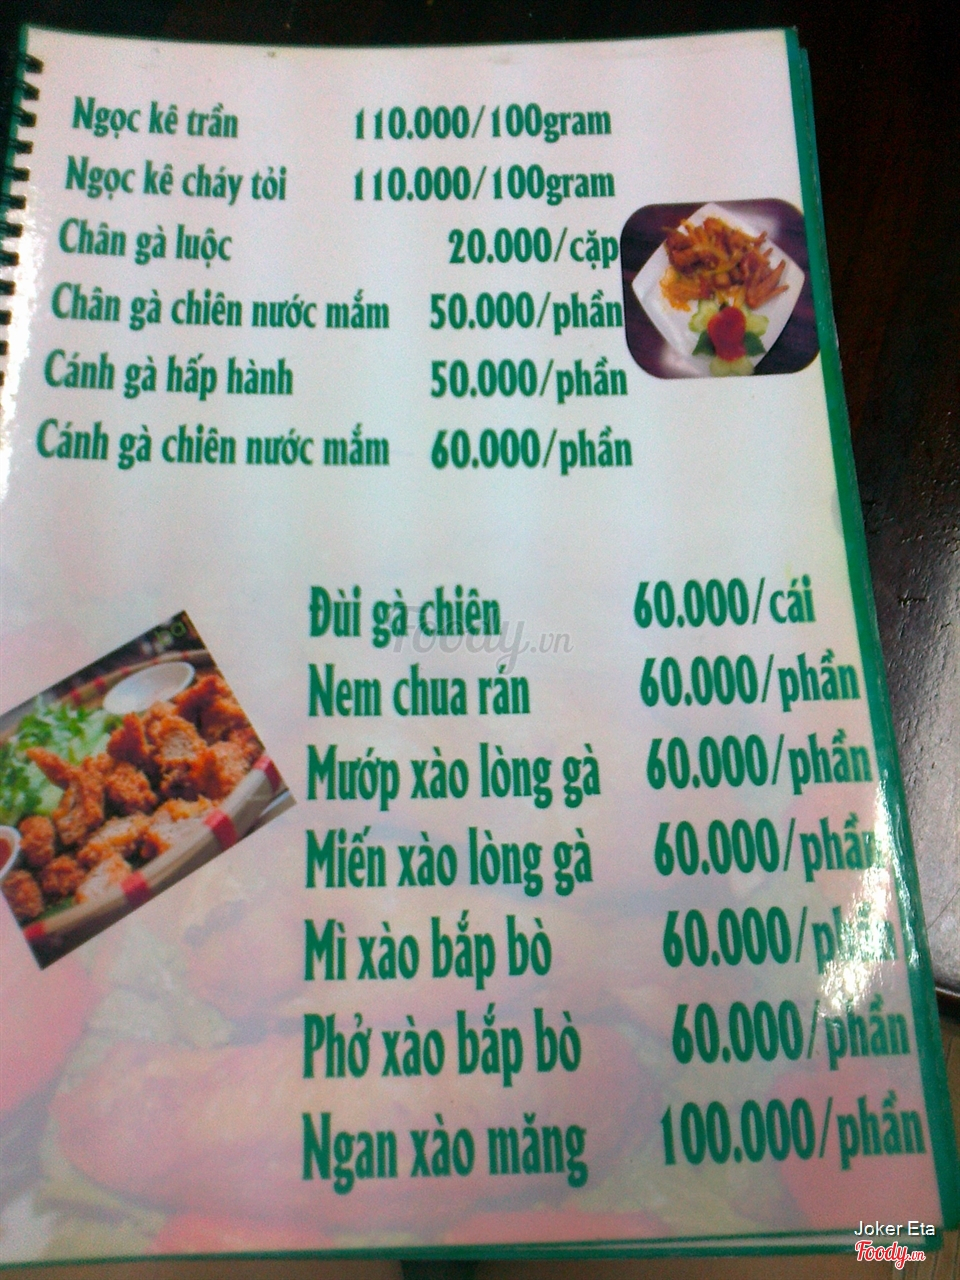 Ngọc kê trần 110.000/100gram
Ngọc kê cháy tỏi 110.000/100gram
Chân gà luộc 20.000/cặp
Chân gà chiên nước mắm 50.000/phần
Cánh gà hấp hành 50.000/phần
Cánh gà chiên nước mắm 60.000/phần
Đùi gà chiên 60.000/cái
Foody.vn
Nem chua rán 60.000/phần
Mướp xào lòng gà 60.000/phần
Miến xào lòng gà 60.000/phần
Mì xào bắp bò 60.000/phần
Phở xào bắp bò 60.000/phần
Ngan xào măng 100.000/phần
Joker Eta
Foody.vn